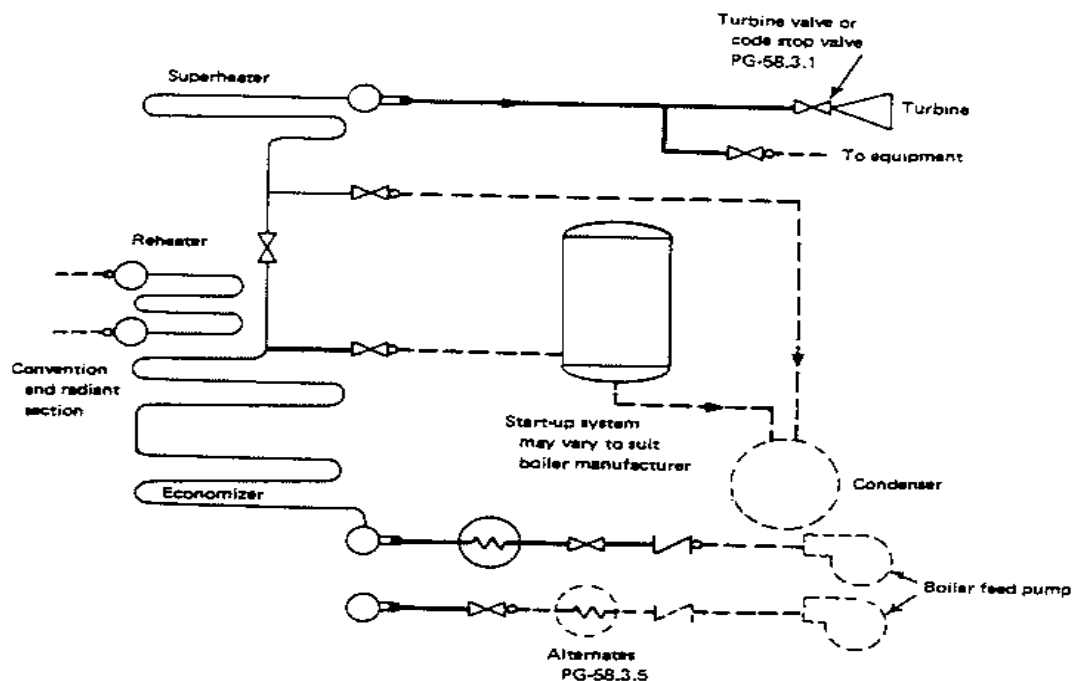 Turbine valve or
code stop valve
PG-58.3.1
Superheater
Turbine
To equipment
Reheater
Convention
and radiant
section
Start-up system
may vary to suit
boiler manufacturer
Condenser
Economizer
Boiler feed pump
Alternates
PG-58.3.5